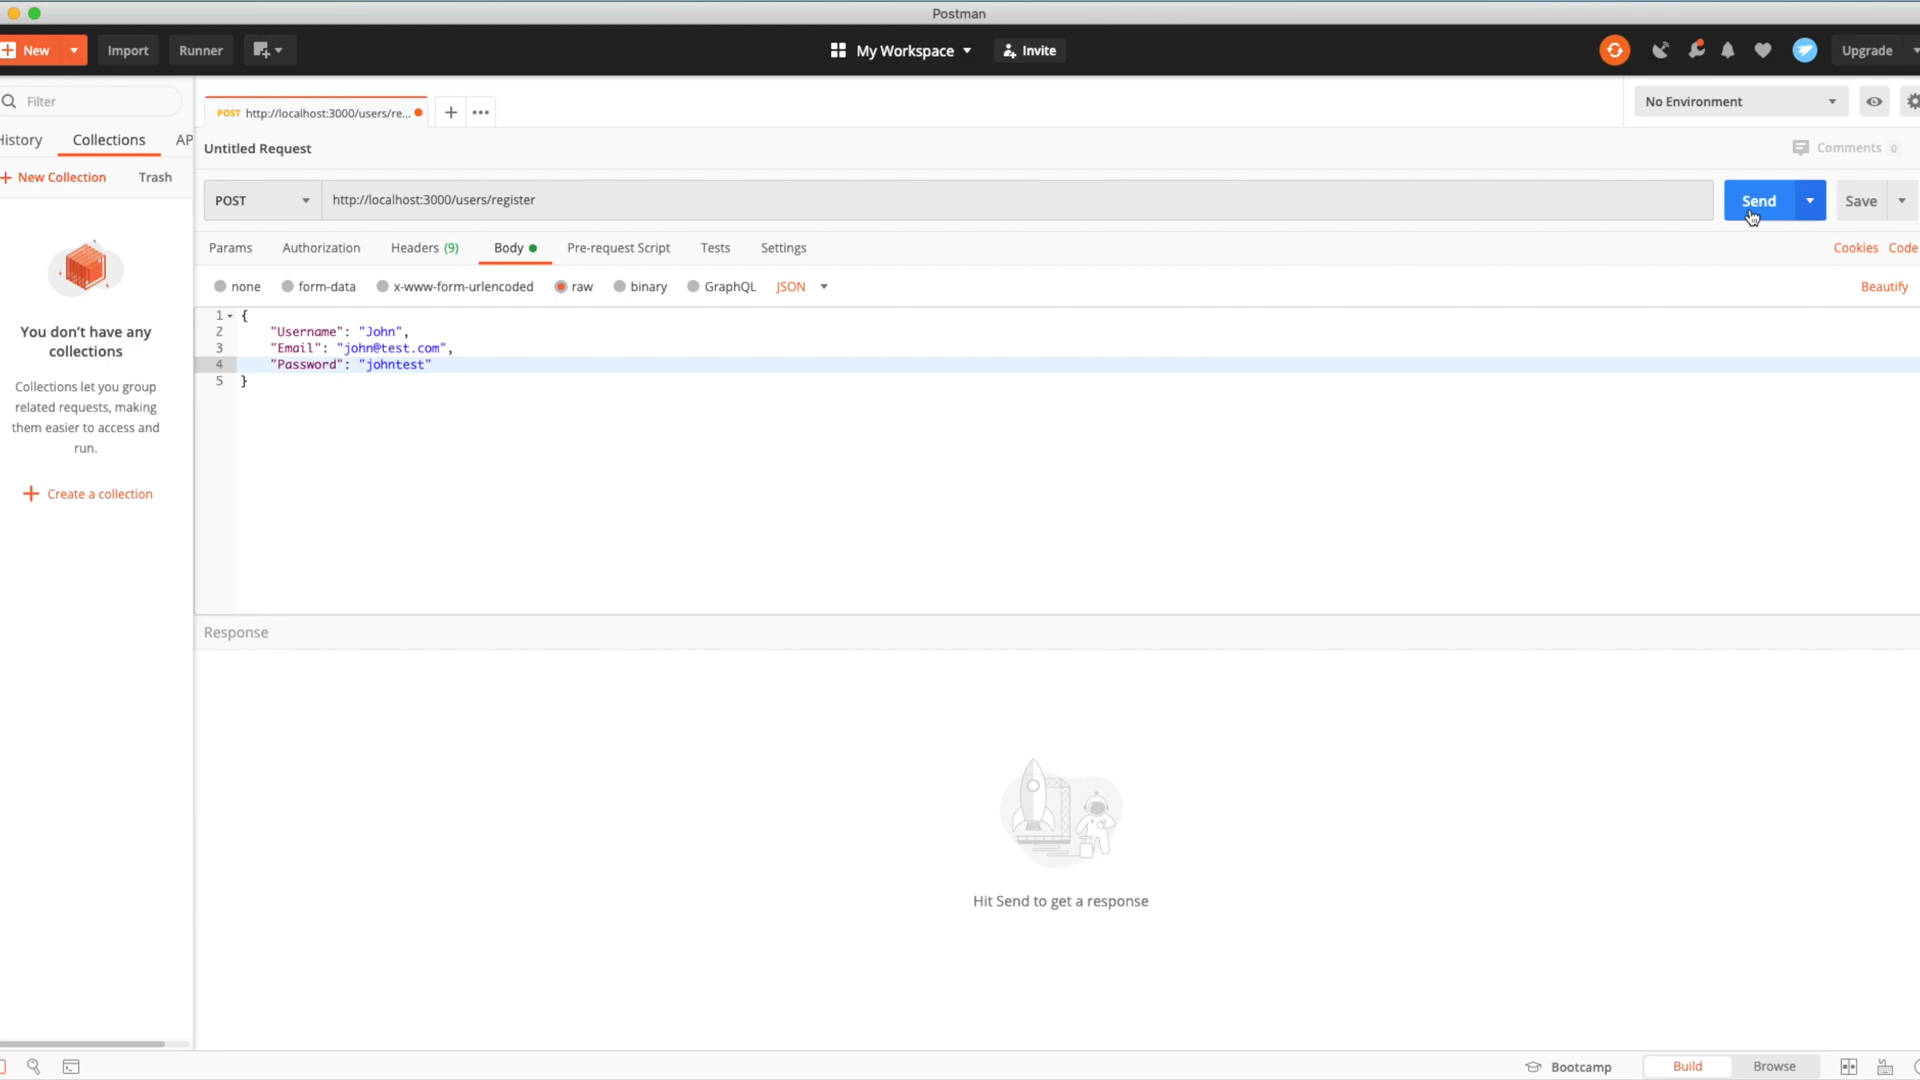 Postman
New
Import
Runner
My Workspace
Invite
Upgrade
Filter
History
Collections
AP
New Collection
Trash
POST http://localhost:3000/users/re...
No Environment
Untitled Request
Comments 0
POST
http://localhost:3000/users/register
Send
Save
Params
Authorization
Headers (9)
Body
Pre-request Script
Tests
Settings
Cookies Code
none
form-data
x-www-form-urlencoded
raw
binary
GraphQL
JSON
Beautify
1 {
2 "Username": "John",
3 "Email": "john@test.com",
4 "Password": "johntest"
5 }
You don't have any
collections
Collections let you group
related requests, making
them easier to access and
run.
Create a collection
Response
Hit Send to get a response
Bootcamp
Build
Browse